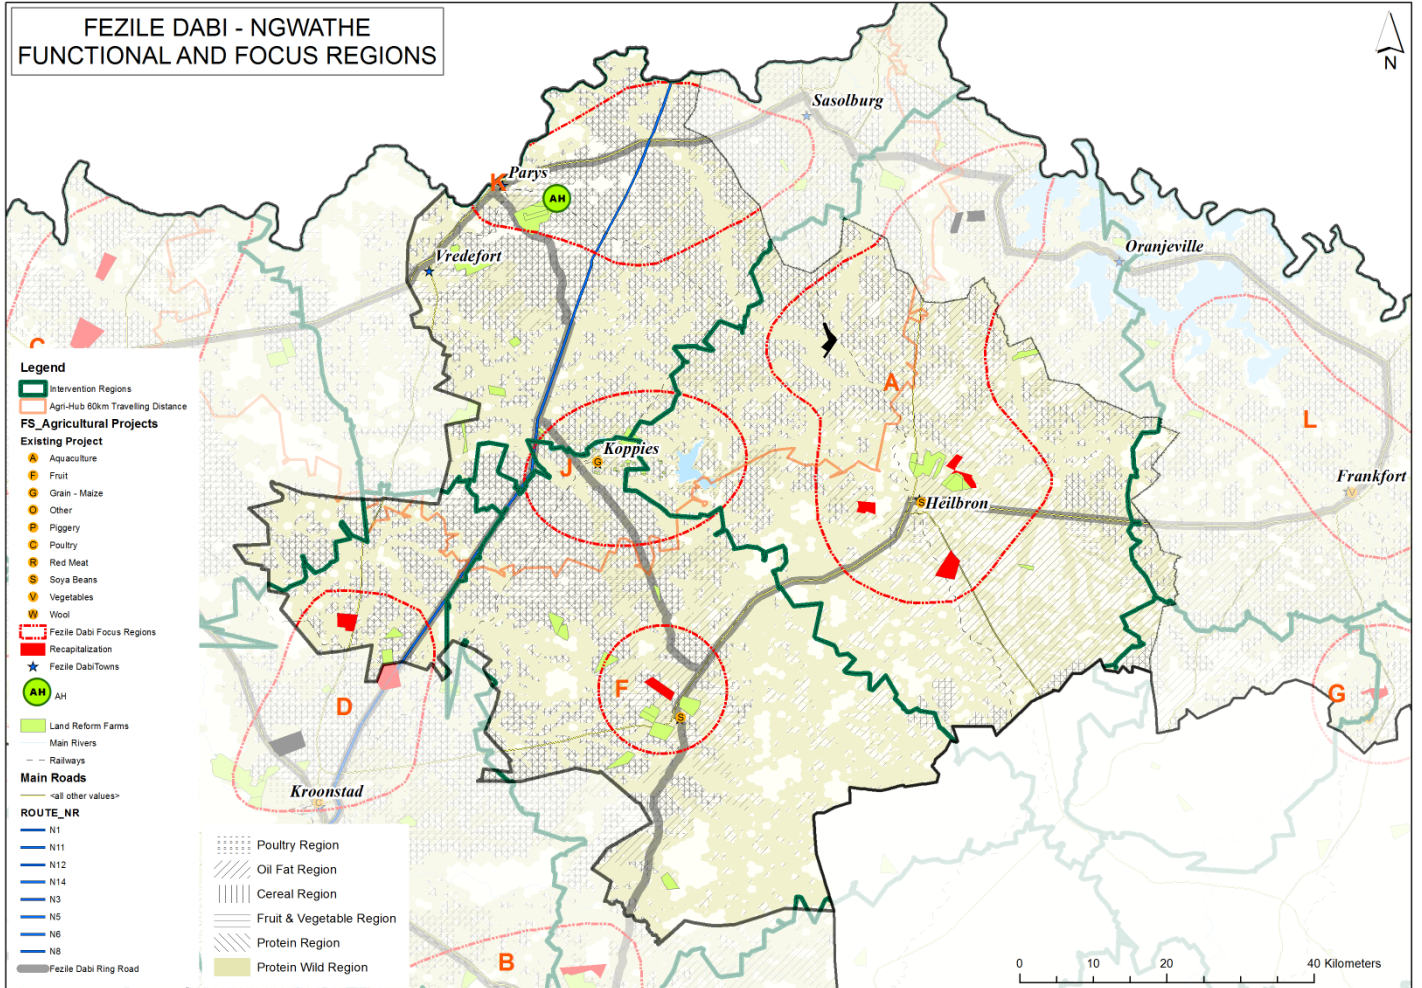 FEZILE DABI - NGWATHE
FUNCTIONAL AND FOCUS REGIONS
N
Sasolburg
K
Parys
AH
Vredefort
Oranjeville
C
A
L
J
Koppies
G
Heilbron
S
Frankfort
V
F
S
G
D
Kroonstad
C
B
Legend
Intervention Regions
Agri-Hub 60km Travelling Distance
FS_Agricultural Projects
Existing Project
A Aquaculture
F Fruit
G Grain - Maize
O Other
P Piggery
C Poultry
R Red Meat
S Soya Beans
V Vegetables
W Wool
Fezile Dabi Focus Regions
Recapitalization
Fezile DabiTowns
AH AH
Land Reform Farms
Main Rivers
Railways
Main Roads
<all other values>
ROUTE_NR
N1
N11
N12
N14
N3
N5
N6
N8
Fezile Dabi Ring Road
Poultry Region
Oil Fat Region
Cereal Region
Fruit & Vegetable Region
Protein Region
Protein Wild Region
0 10 20 40 Kilometers